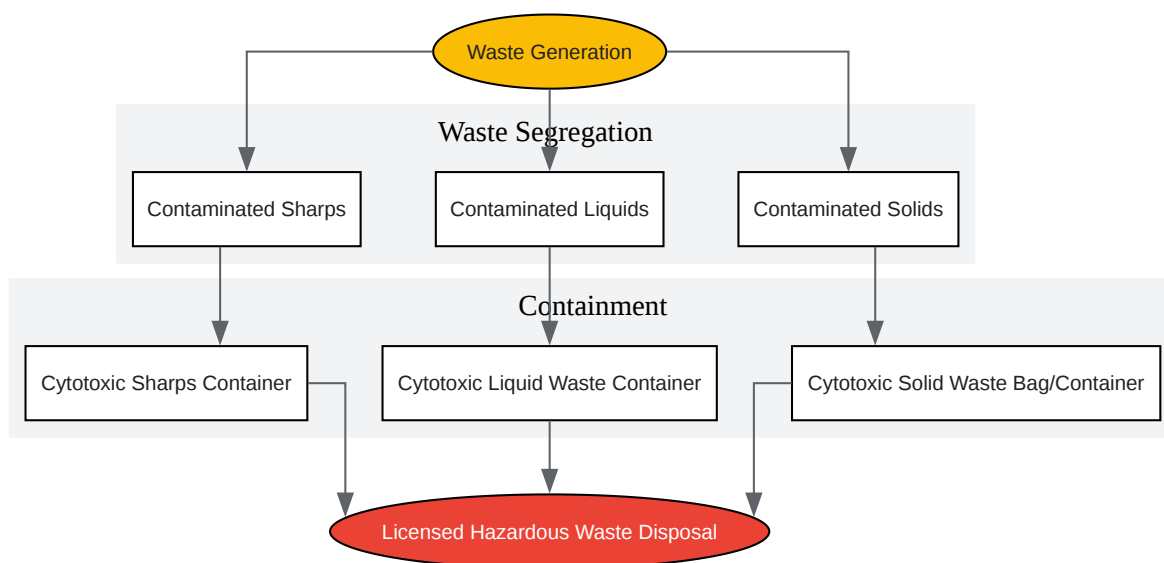 Waste Generation
Waste Segregation
Contaminated Sharps
Contaminated Liquids
Contaminated Solids
Containment
Cytotoxic Sharps Container
Cytotoxic Liquid Waste Container
Cytotoxic Solid Waste Bag/Container
Licensed Hazardous Waste Disposal